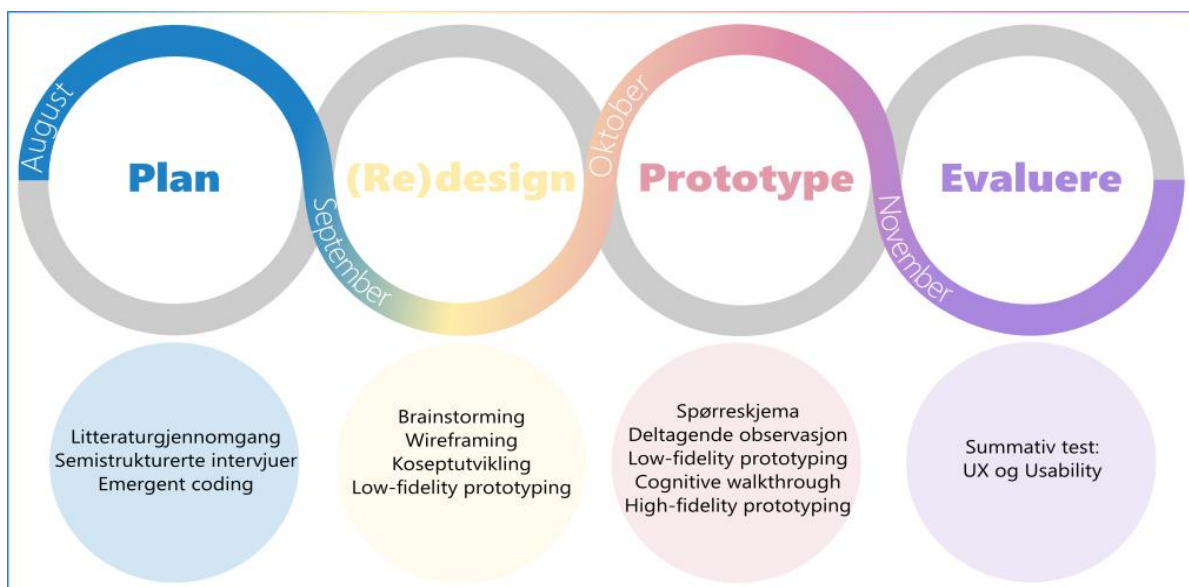 August
Plan
September
(Re)design
Oktober
Prototype
November
Evaluere
Litteraturgjennomgang
Semistrukturerte intervjuer
Emergent coding
Brainstorming
Wireframing
Koseptutvikling
Low-fidelity prototyping
Spørreskjema
Deltagende observasjon
Low-fidelity prototyping
Cognitive walkthrough
High-fidelity prototyping
Summativ test:
UX og Usability